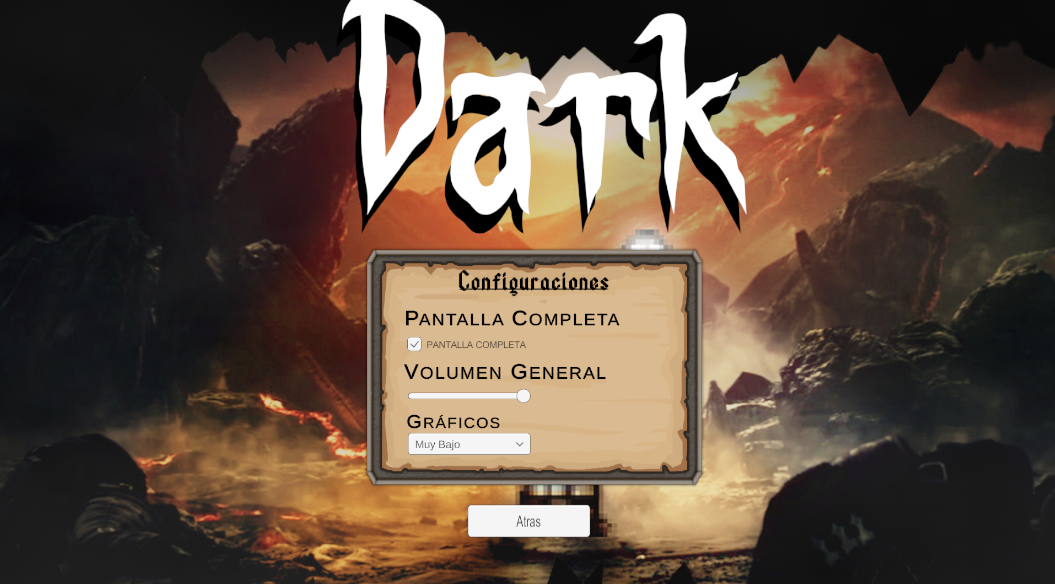 Dark
Configuraciones
PANTALLA COMPLETA
PANTALLA COMPLETA
VOLUMEN GENERAL
GRÁFICOS
Muy Bajo
Atras